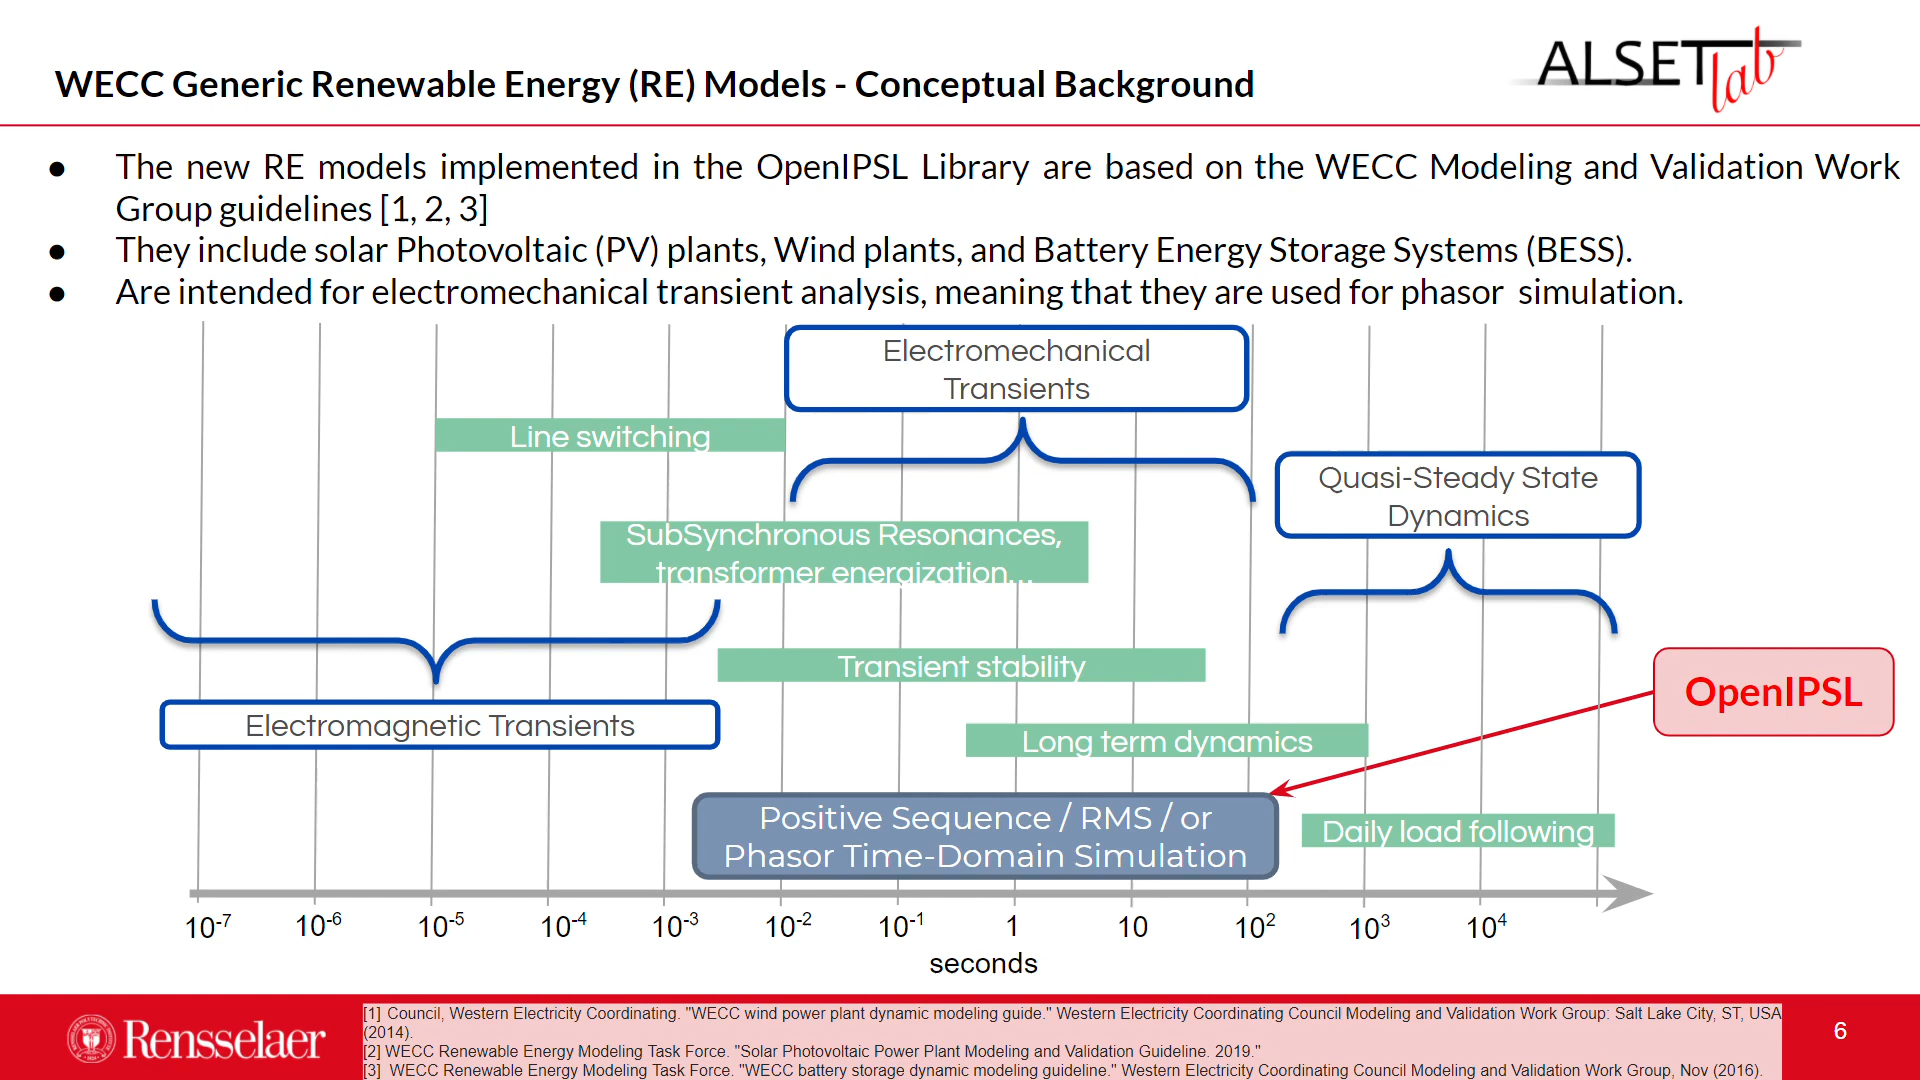 WECC Generic Renewable Energy (RE) Models - Conceptual Background
ALSET lab
● The new RE models implemented in the OpenIPSL Library are based on the WECC Modeling and Validation Work
Group guidelines [1, 2, 3]
● They include solar Photovoltaic (PV) plants, Wind plants, and Battery Energy Storage Systems (BESS).
● Are intended for electromechanical transient analysis, meaning that they are used for phasor simulation.
Electromechanical
Transients
Line switching
Quasi-Steady State
Dynamics
SubSynchronous Resonances,
transformer energization...
Transient stability
OpenIPSL
Electromagnetic Transients
Long term dynamics
Positive Sequence / RMS / or
Phasor Time-Domain Simulation
Daily load following
10⁻⁷ 10⁻⁶ 10⁻⁵ 10⁻⁴ 10⁻³ 10⁻² 10⁻¹ 1 10 10² 10³ 10⁴
seconds
Rensselaer
[1] Council, Western Electricity Coordinating. "WECC wind power plant dynamic modeling guide." Western Electricity Coordinating Council Modeling and Validation Work Group: Salt Lake City, ST, USA
(2014).
[2] WECC Renewable Energy Modeling Task Force. "Solar Photovoltaic Power Plant Modeling and Validation Guideline. 2019."
[3] WECC Renewable Energy Modeling Task Force. "WECC battery storage dynamic modeling guideline." Western Electricity Coordinating Council Modeling and Validation Work Group, Nov (2016).
6